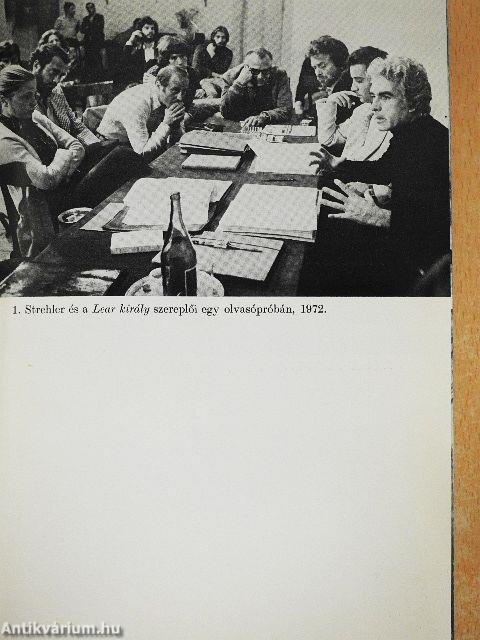 1. Strehler és a Lear király szereplői egy olvasópróbán, 1972.
Antikvárium.hu